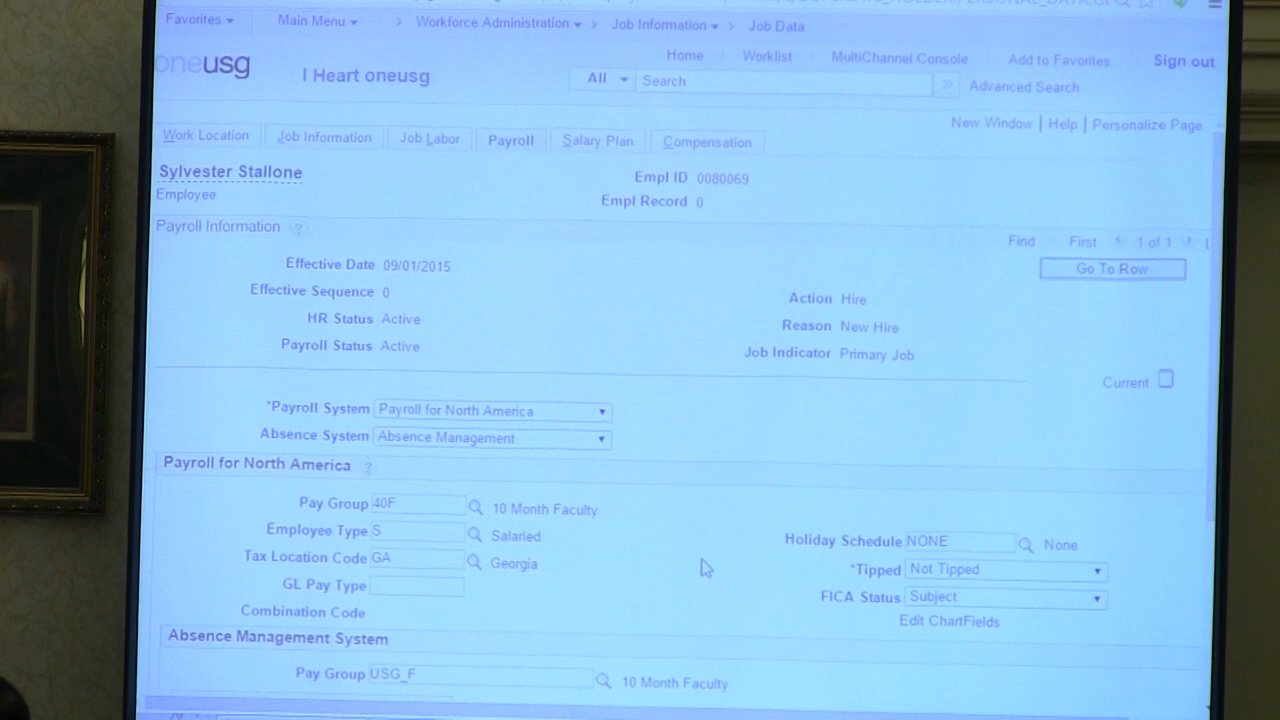 Favorites Main Menu > Workforce Administration > Job Information > Job Data
Home Worklist MultiChannel Console Add to Favorites Sign out
oneusg I Heart oneusg All Search » Advanced Search
New Window | Help | Personalize Page
Work Location Job Information Job Labor Payroll Salary Plan Compensation
Sylvester Stallone Empl ID 0080069
Employee Empl Record 0
Payroll Information ? Find First 1 of 1
Effective Date 09/01/2015 Go To Row
Effective Sequence 0 Action Hire
HR Status Active Reason New Hire
Payroll Status Active Job Indicator Primary Job
Current
*Payroll System Payroll for North America
Absence System Absence Management
Payroll for North America ?
Pay Group 40F 10 Month Faculty
Employee Type S Salaried Holiday Schedule NONE None
Tax Location Code GA Georgia *Tipped Not Tipped
GL Pay Type FICA Status Subject
Combination Code Edit ChartFields
Absence Management System
Pay Group USG_F 10 Month Faculty